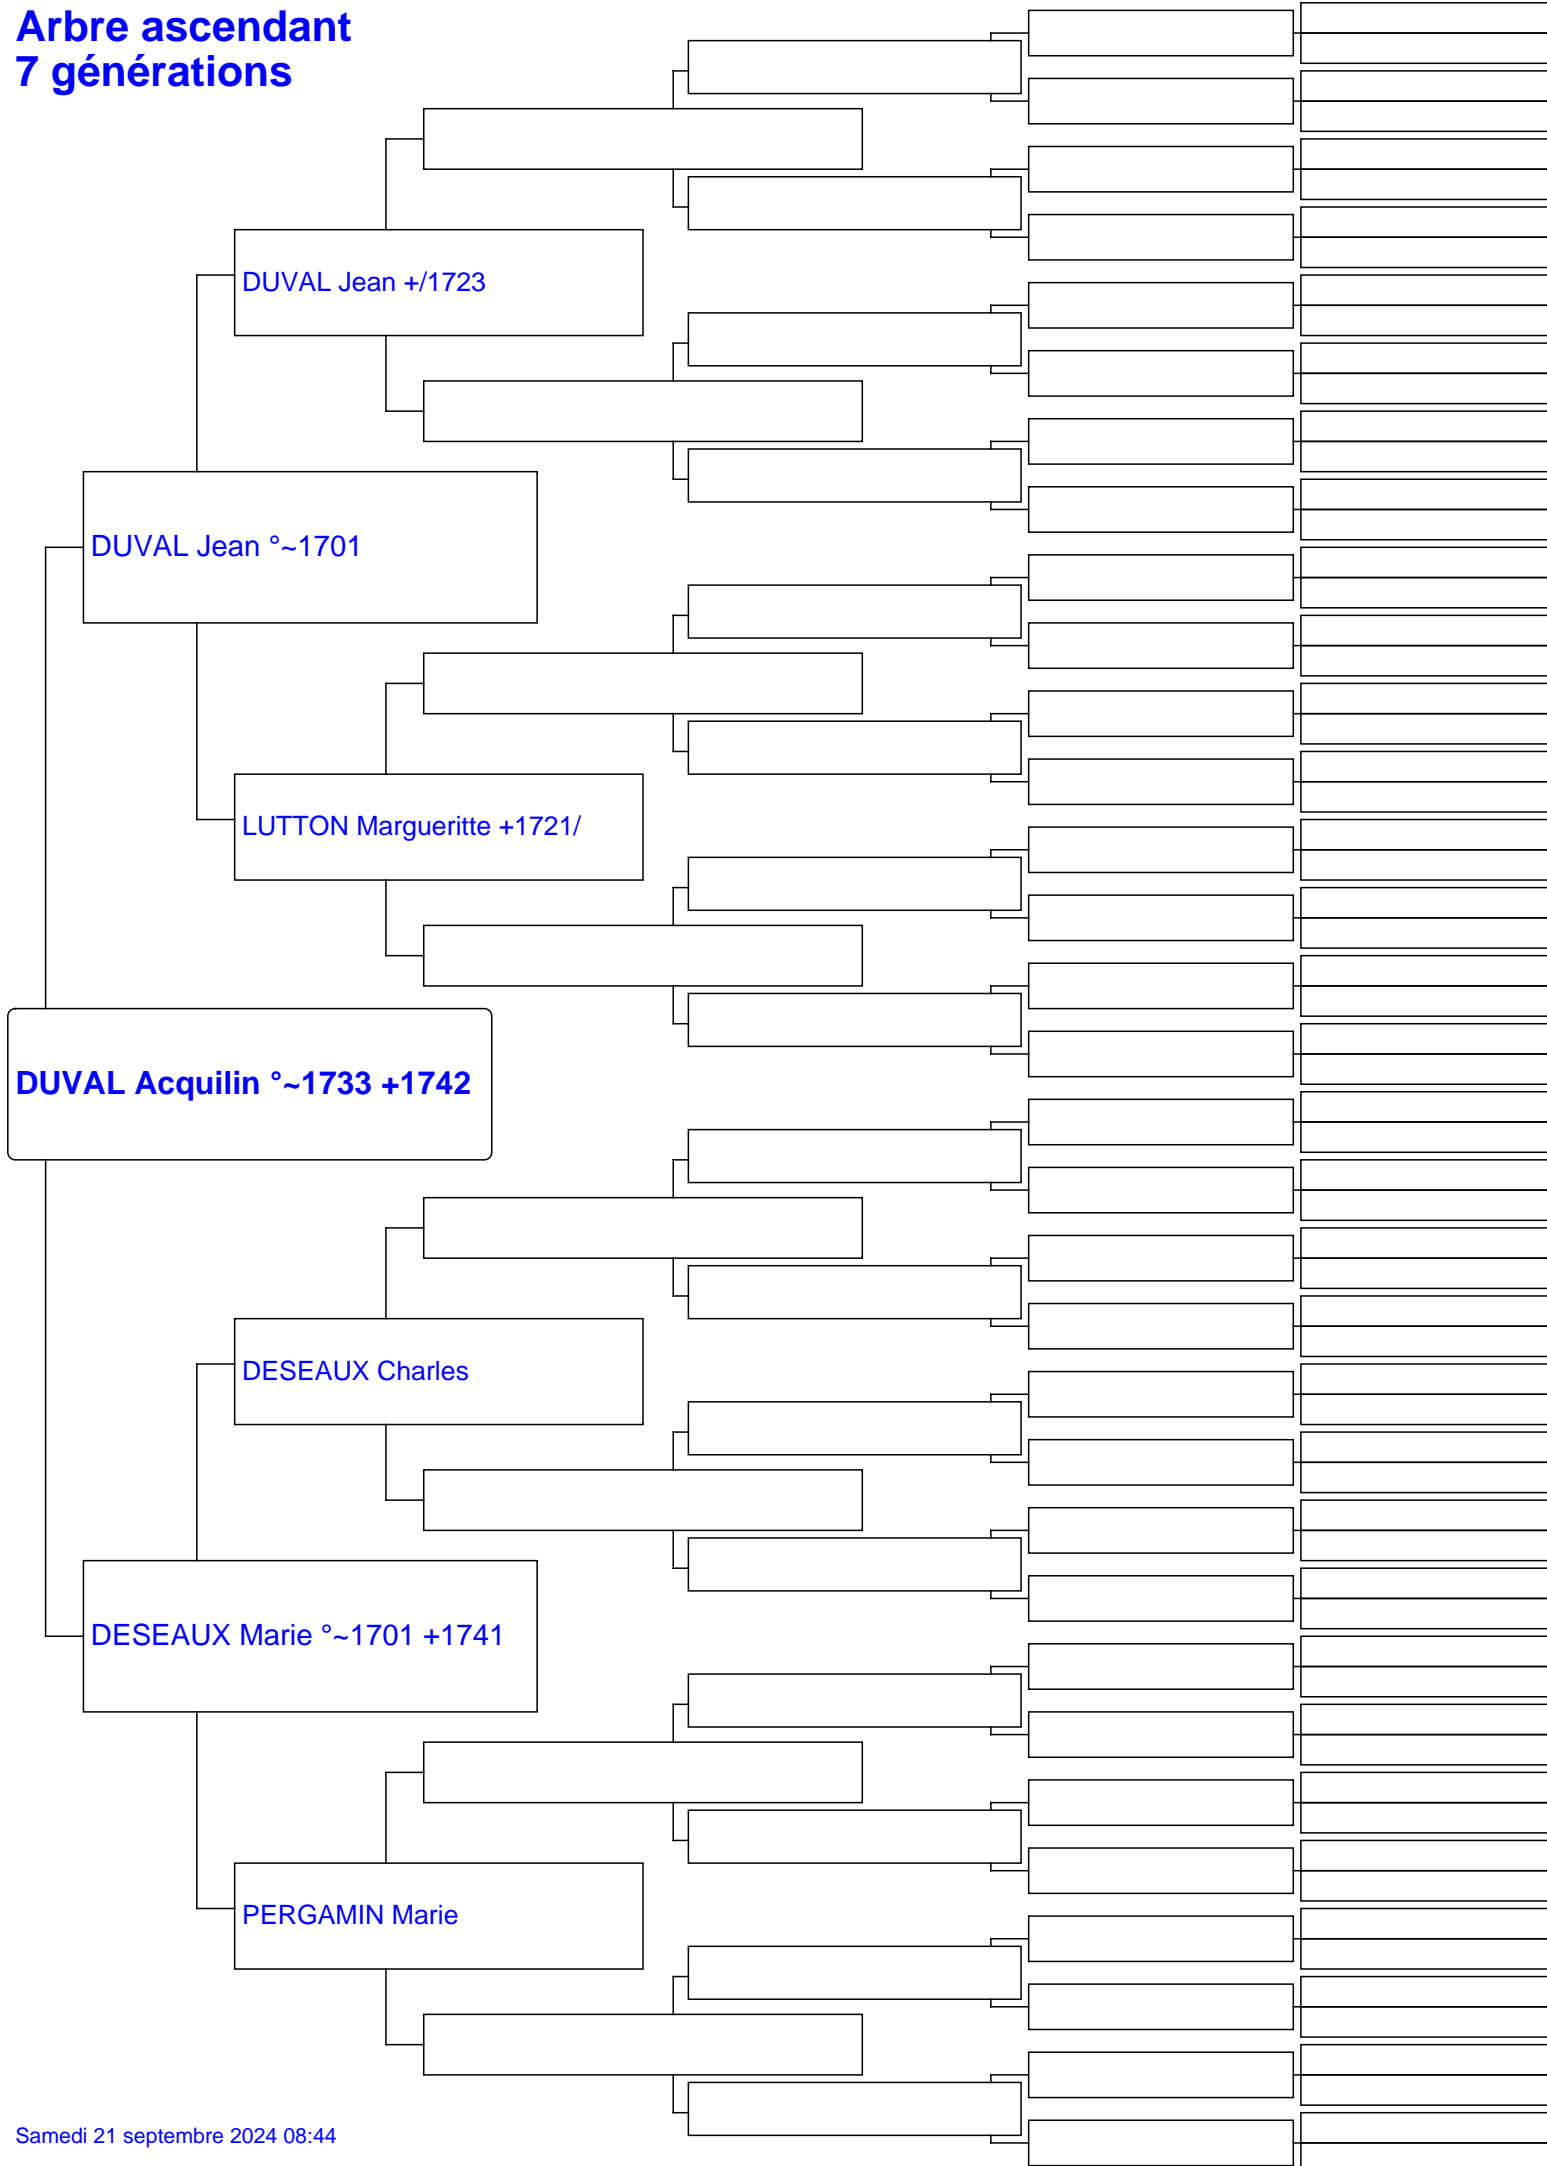 Arbre ascendant
7 générations
DUVAL Jean +/1723
DUVAL Jean °~1701
LUTTON Margueritte +1721/
DUVAL Acquilin °~1733 +1742
DESEAUX Charles
DESEAUX Marie °~1701 +1741
PERGAMIN Marie
Samedi 21 septembre 2024 08:44